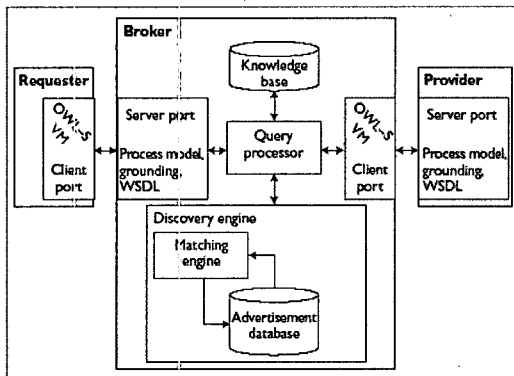 Broker
Requester
OWL-S
VM
Client
port
Server port
Process model,
grounding,
WSDL
Knowledge
base
Query
processor
OWL-S
VM
Client
port
Provider
Server port
Process model,
grounding,
WSDL
Discovery engine
Matching
engine
Advertisement
database